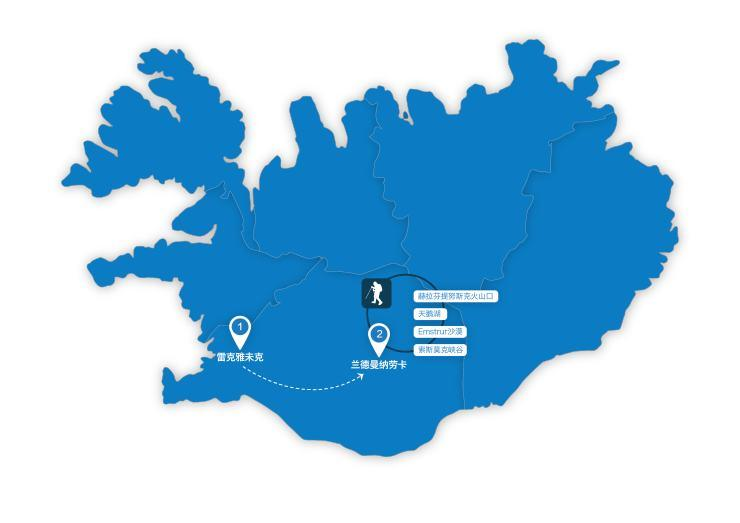 赫拉芬提努斯克火山口
天鹅湖
Emstrur沙漠
索斯莫克峡谷
1
雷克雅未克
2
兰德曼纳劳卡